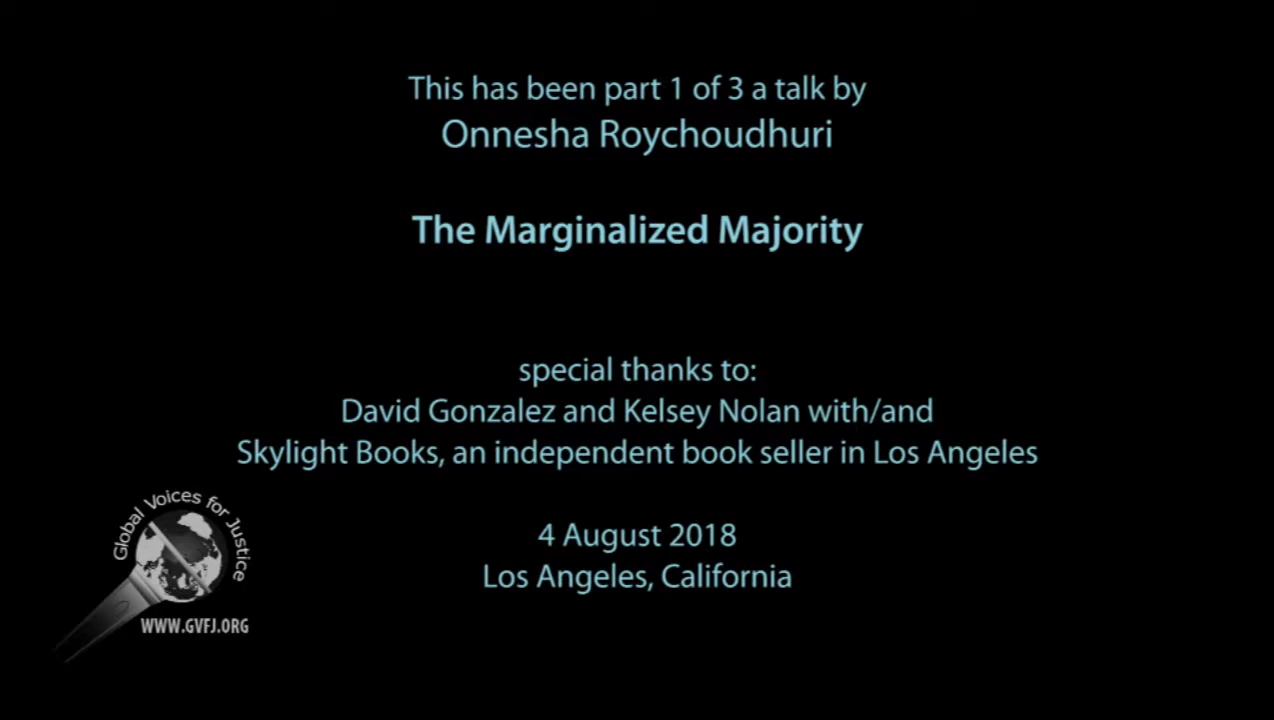 This has been part 1 of 3 a talk by
Onnesha Roychoudhuri
The Marginalized Majority
special thanks to:
David Gonzalez and Kelsey Nolan with/and
Skylight Books, an independent book seller in Los Angeles
4 August 2018
Los Angeles, California
Global Voices for Justice
WWW.GVFJ.ORG